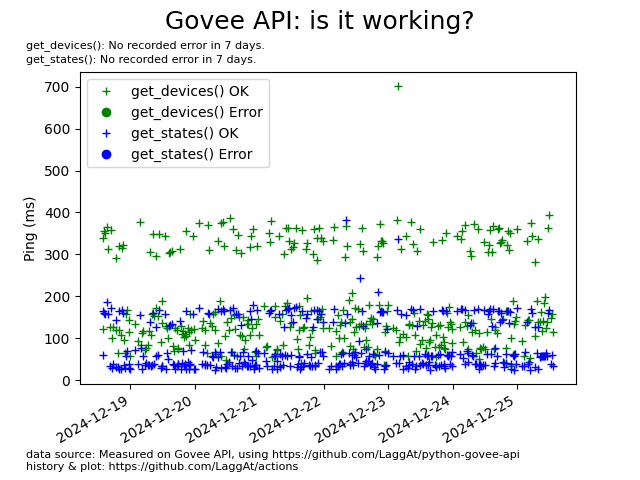 Govee API: is it working?
get_devices(): No recorded error in 7 days.
get_states(): No recorded error in 7 days.
get_devices() OK
get_devices() Error
get_states() OK
get_states() Error
Ping (ms)
700
600
500
400
300
200
100
0
2024-12-19
2024-12-20
2024-12-21
2024-12-22
2024-12-23
2024-12-24
2024-12-25
data source: Measured on Govee API, using https://github.com/LaggAt/python-govee-api
history & plot: https://github.com/LaggAt/actions